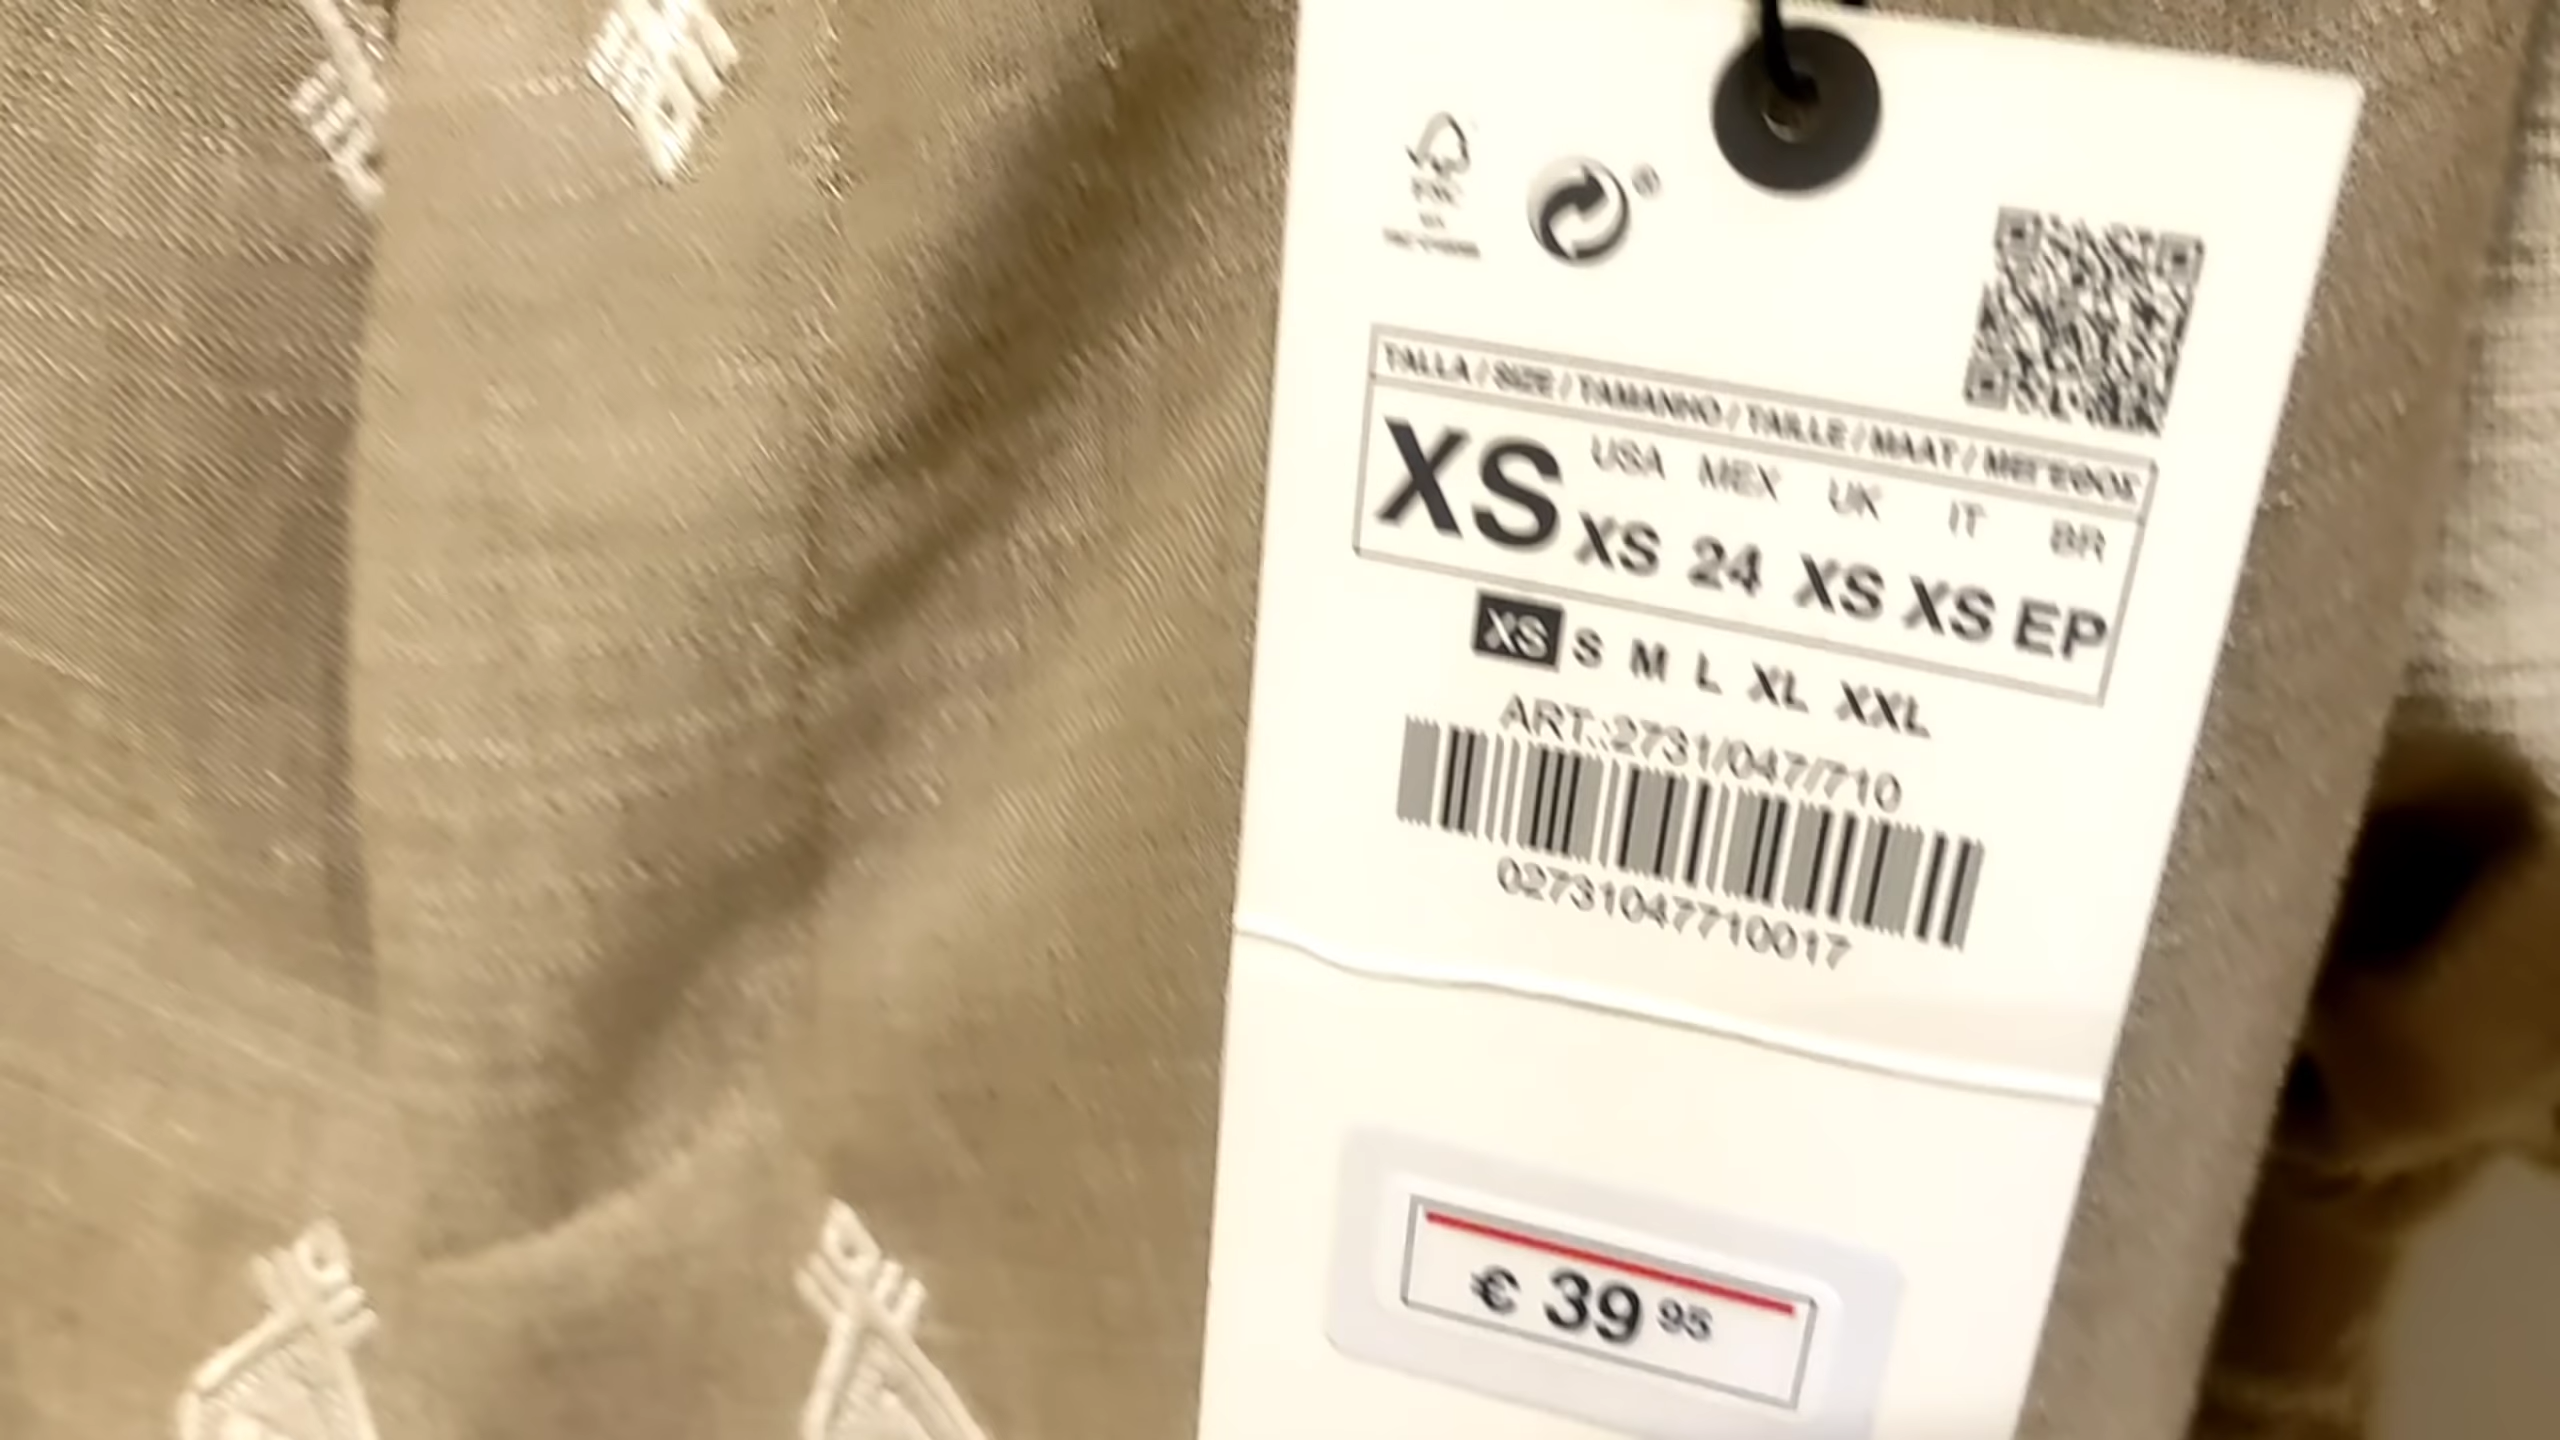 ®
TALLA / SIZE / TAMANHO / TAILLE / MAAT / ΜΕΓΕΘΟΣ
XS
USA MEX UK IT BR
XS 24 XS XS EP
XS S M L XL XXL
ART.:2731/047/710
02731047710017
€ 39 95